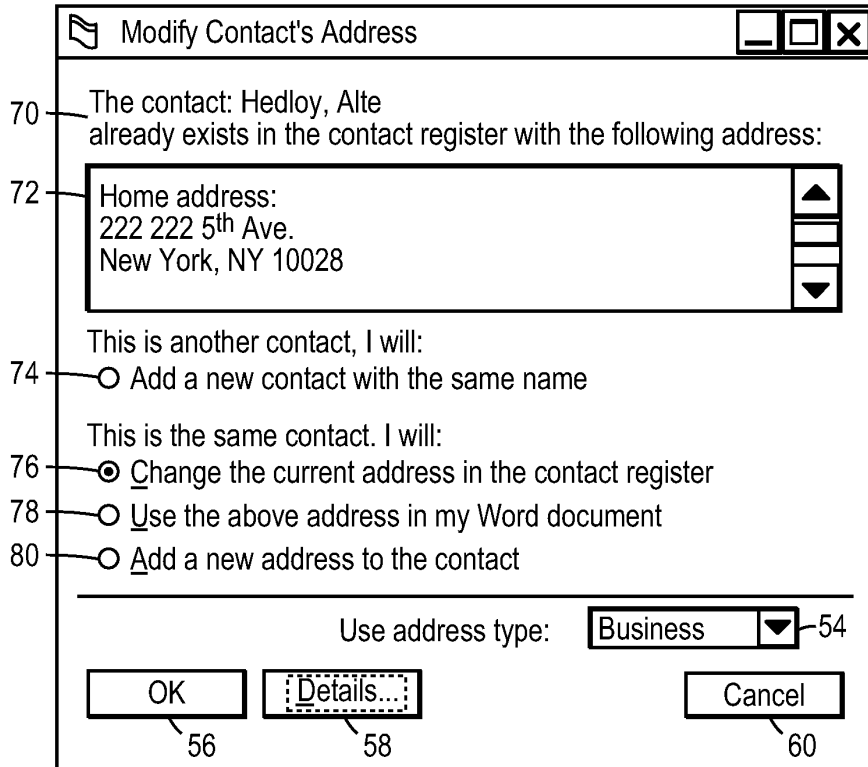 Modify Contact's Address
70
The contact: Hedloy, Alte
already exists in the contact register with the following address:
72
Home address:
222 222 5th Ave.
New York, NY 10028
This is another contact, I will:
74
Add a new contact with the same name
This is the same contact. I will:
76
Change the current address in the contact register
78
Use the above address in my Word document
80
Add a new address to the contact
Use address type: Business 54
OK Details... Cancel
56 58 60